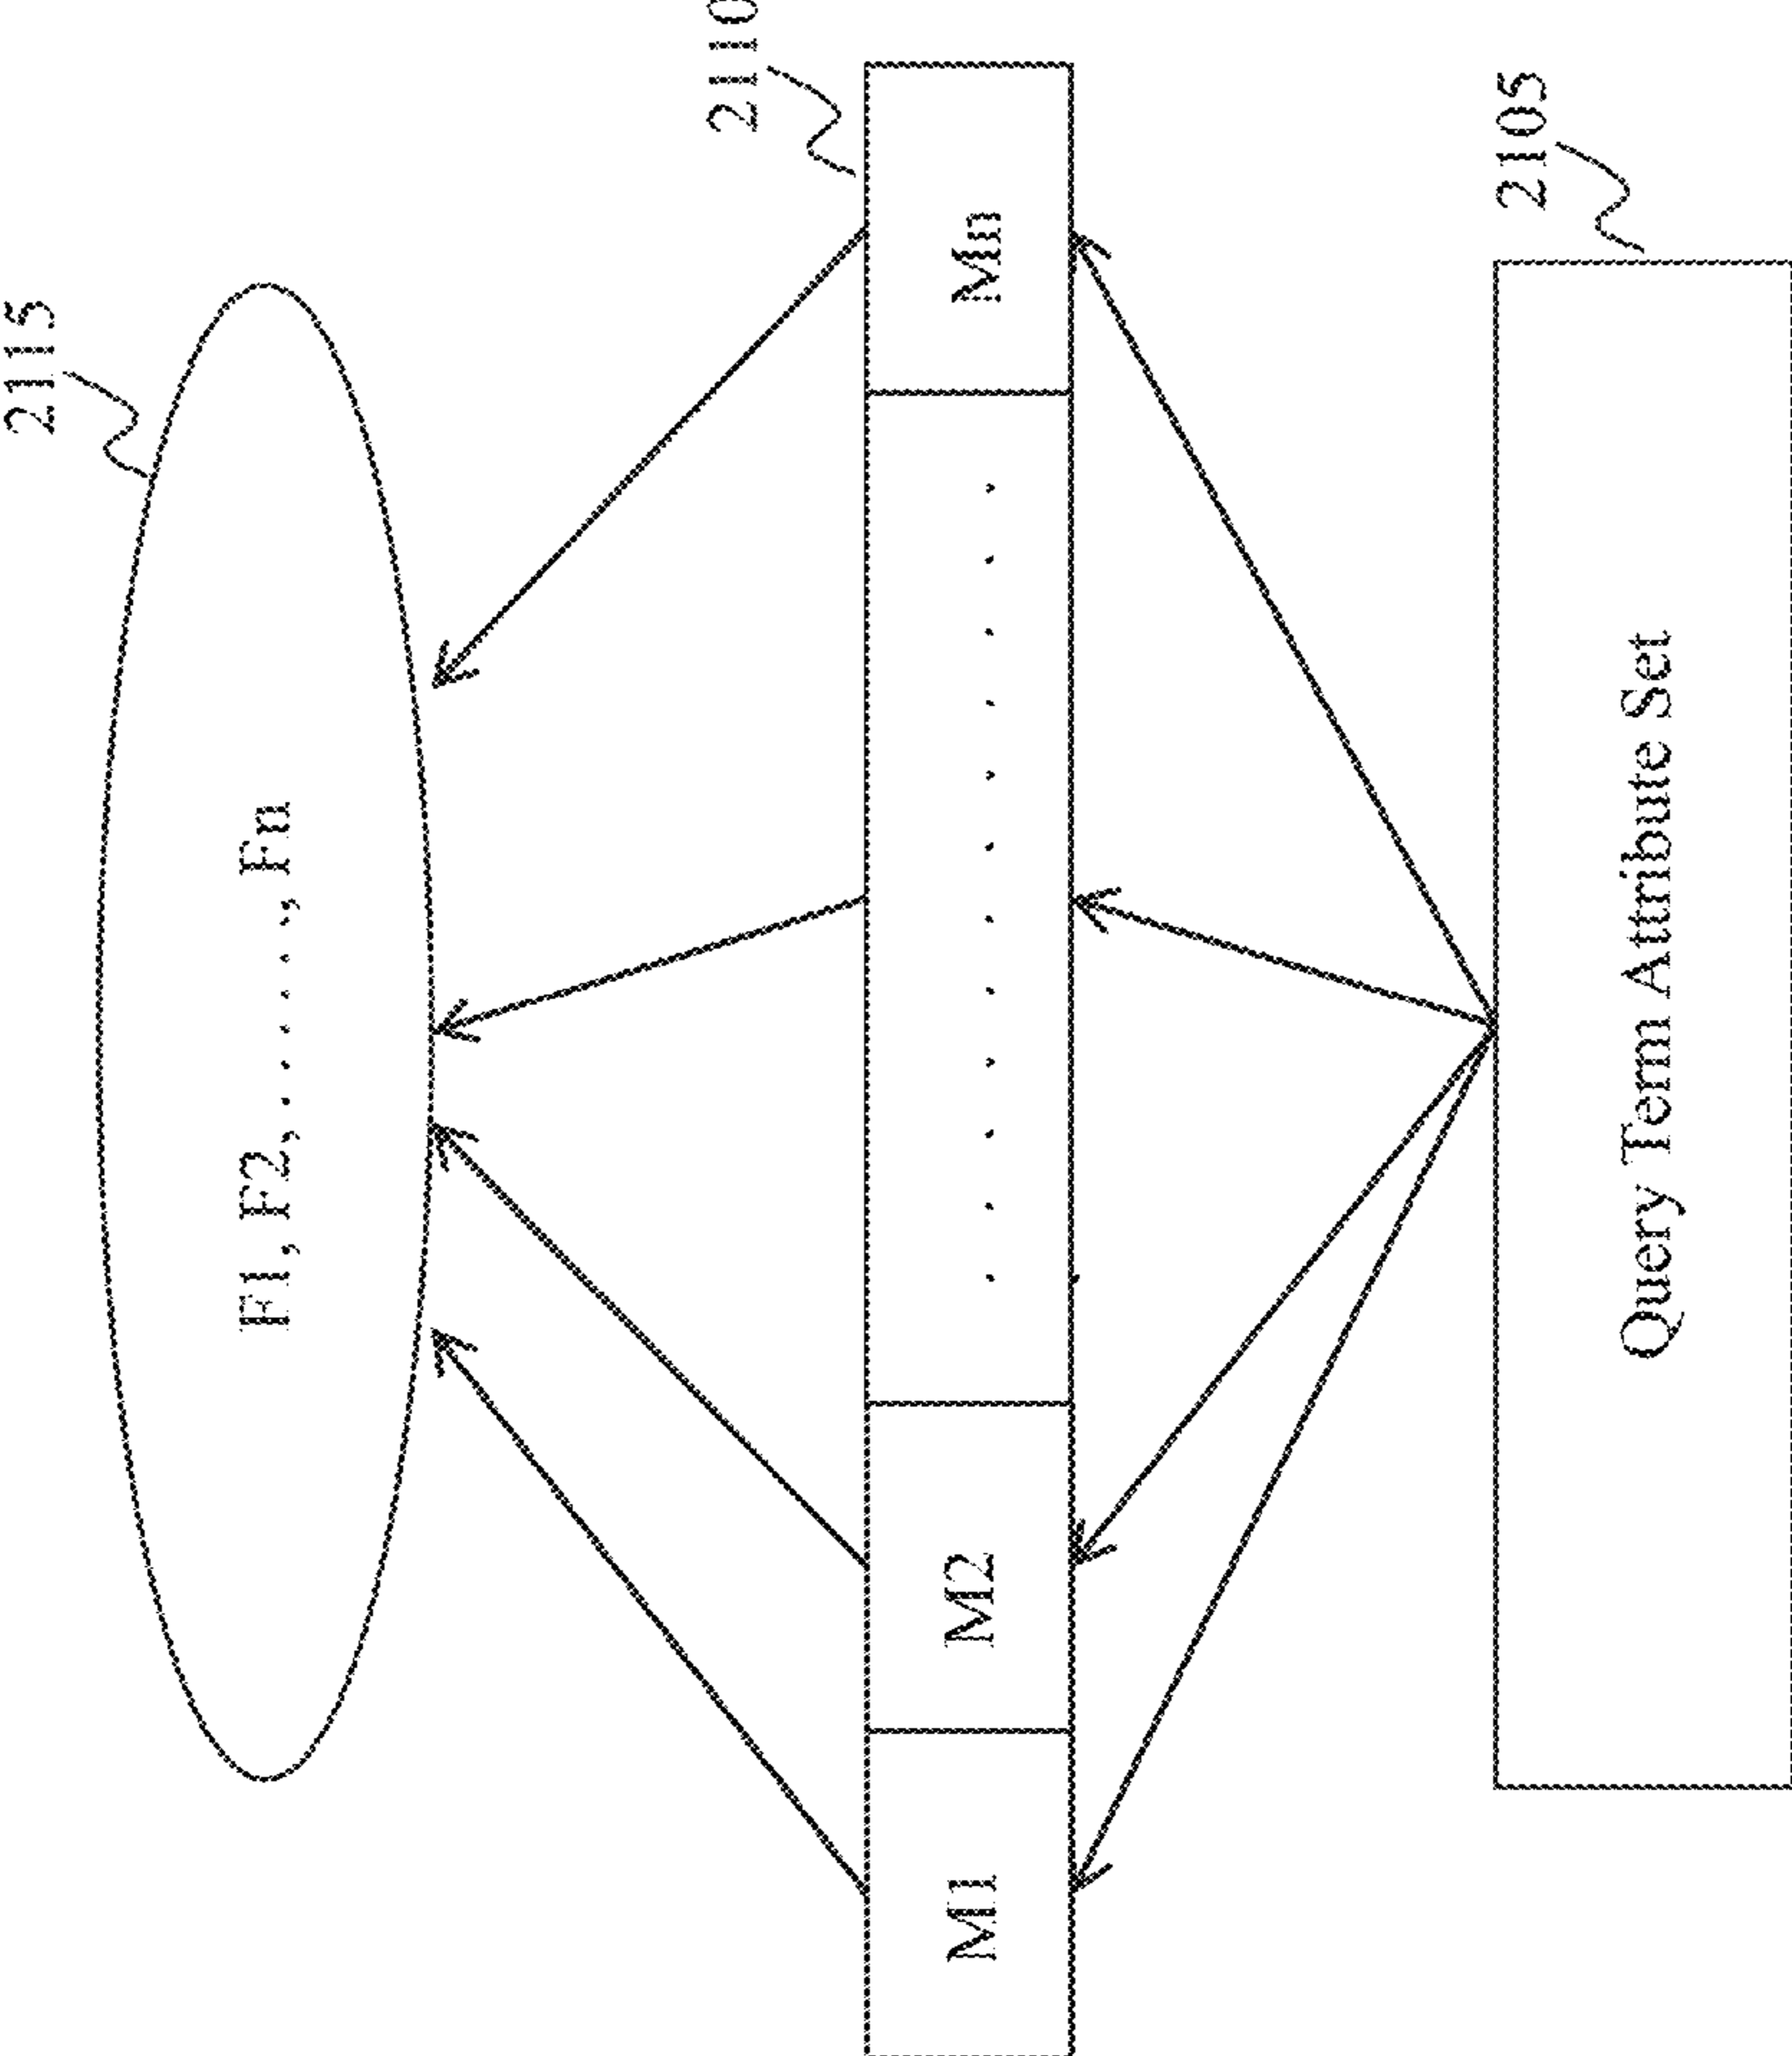 2115
F1, F2, . . . . . ., Fn
2110
M1
M2
. . . . . . . . . . . .
Mn
2105
Query Term Attribute Set